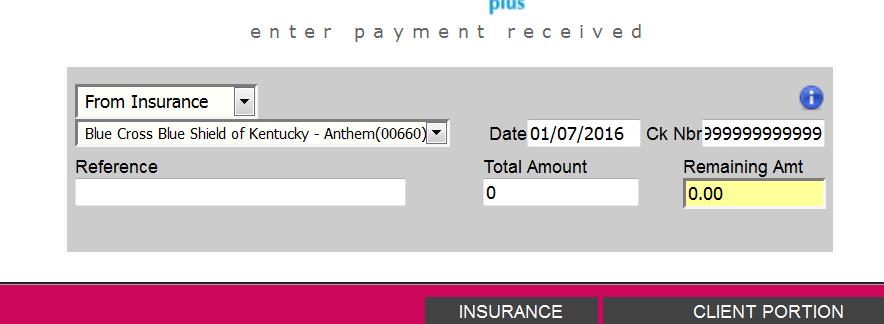 plus
enter payment received
From Insurance
Blue Cross Blue Shield of Kentucky - Anthem(00660)
Date 01/07/2016 Ck Nbr 999999999999
Reference
Total Amount
Remaining Amt
0
0.00
INSURANCE
CLIENT PORTION